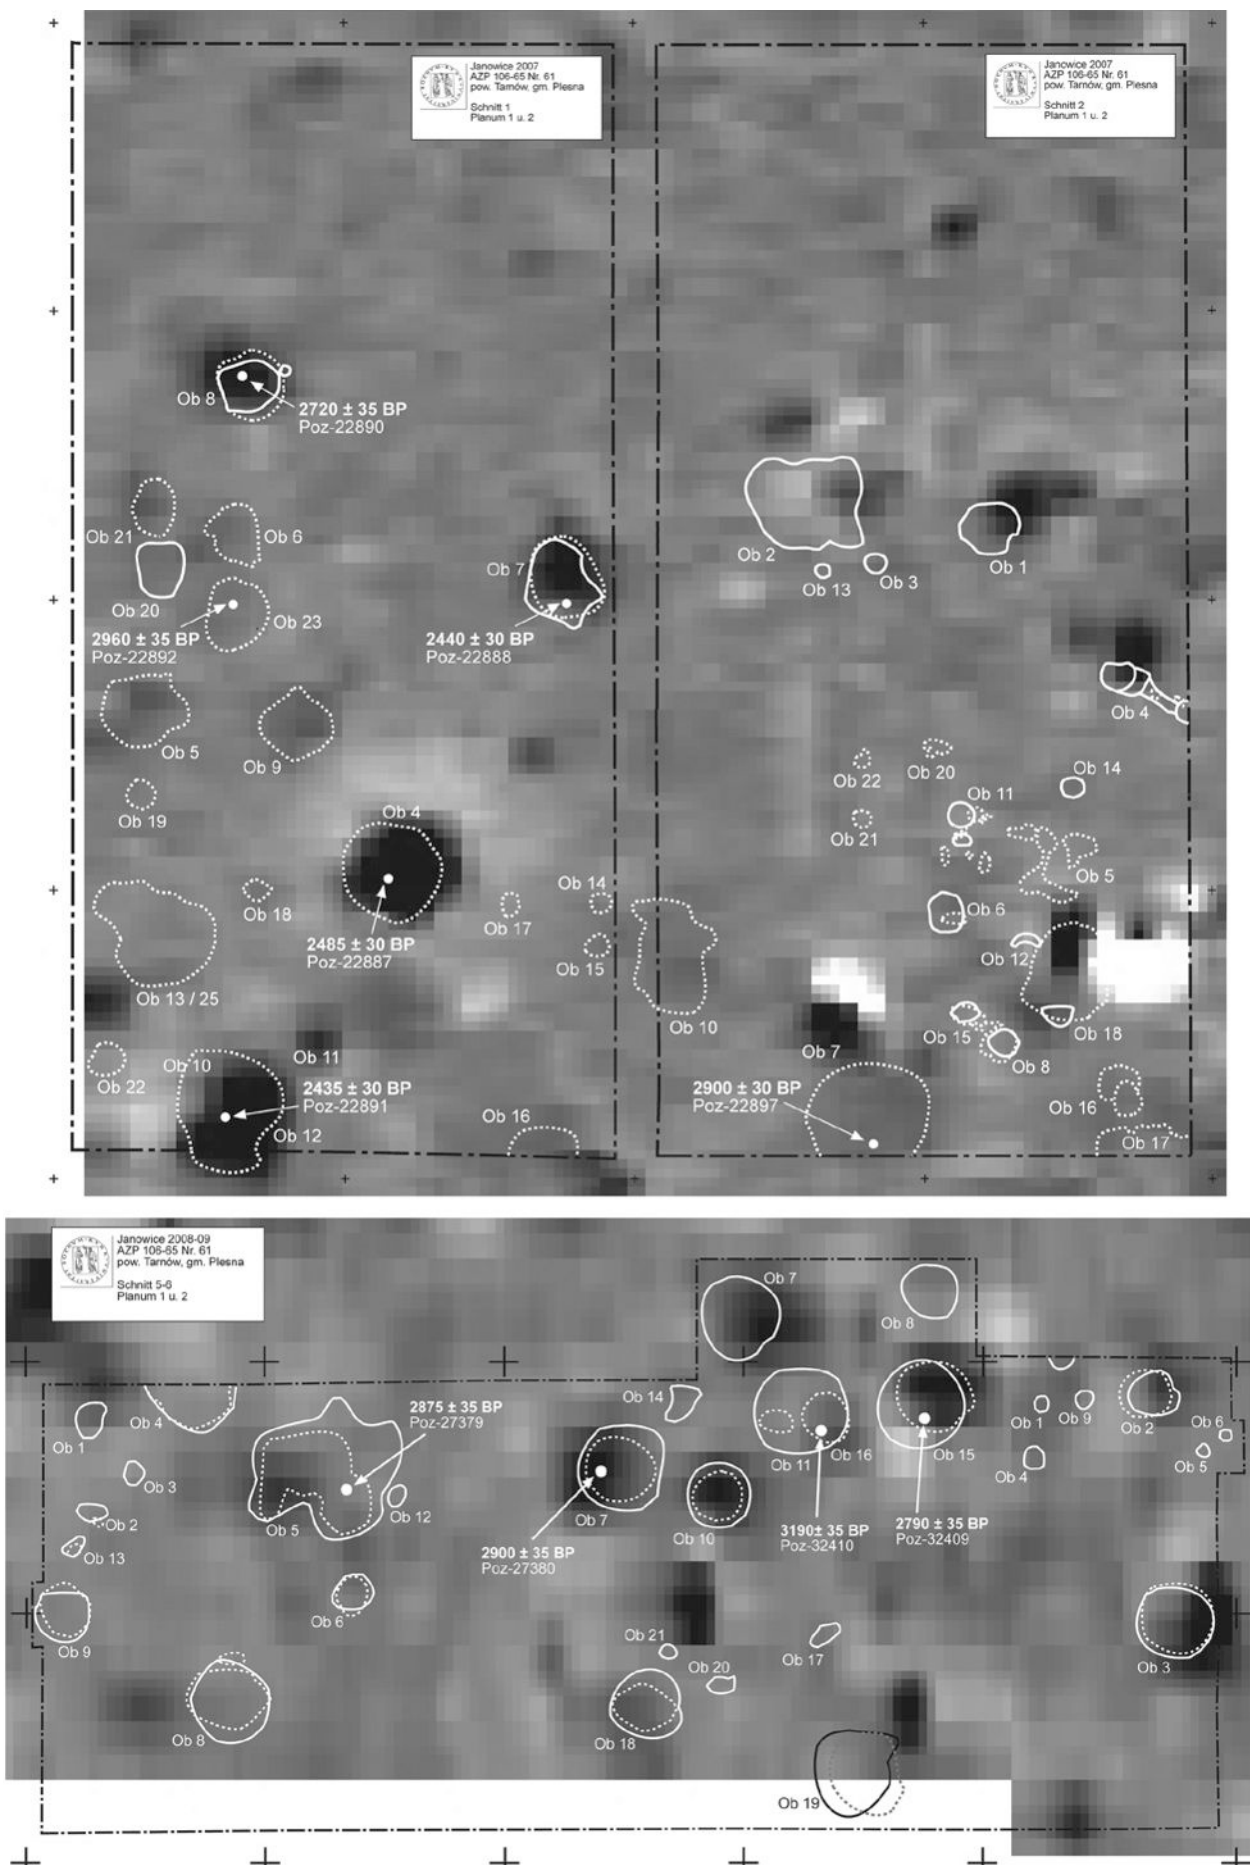 Janowice 2007
AZP 106-65 Nr. 61
pow. Tarnów, gm. Plesna
Schnitt 1
Planum 1 u. 2
Janowice 2007
AZP 106-65 Nr. 61
pow. Tarnów, gm. Plesna
Schnitt 2
Planum 1 u. 2
Ob 8
2720 ± 35 BP
Poz-22890
Ob 21
Ob 6
Ob 20
Ob 23
2960 ± 35 BP
Poz-22892
Ob 7
2440 ± 30 BP
Poz-22888
Ob 5
Ob 9
Ob 19
Ob 4
Ob 18
2485 ± 30 BP
Poz-22887
Ob 17
Ob 14
Ob 15
Ob 13 / 25
Ob 22
Ob 10
Ob 11
2435 ± 30 BP
Poz-22891
Ob 12
Ob 16
Ob 2
Ob 13
Ob 3
Ob 1
Ob 4
Ob 22
Ob 20
Ob 14
Ob 11
Ob 21
Ob 5
Ob 6
Ob 12
Ob 10
Ob 7
Ob 15
Ob 18
Ob 8
2900 ± 30 BP
Poz-22897
Ob 16
Ob 17
Janowice 2008-09
AZP 106-65 Nr. 61
pow. Tarnów, gm. Plesna
Schnitt 5-6
Planum 1 u. 2
Ob 7
Ob 8
Ob 4
Ob 1
Ob 3
Ob 2
Ob 13
Ob 9
2875 ± 35 BP
Poz-27379
Ob 5
Ob 12
Ob 6
Ob 8
Ob 14
Ob 7
2900 ± 35 BP
Poz-27380
Ob 10
Ob 11
Ob 16
3190± 35 BP
Poz-32410
Ob 15
2790 ± 35 BP
Poz-32409
Ob 1
Ob 9
Ob 2
Ob 6
Ob 5
Ob 4
Ob 3
Ob 21
Ob 20
Ob 17
Ob 18
Ob 19